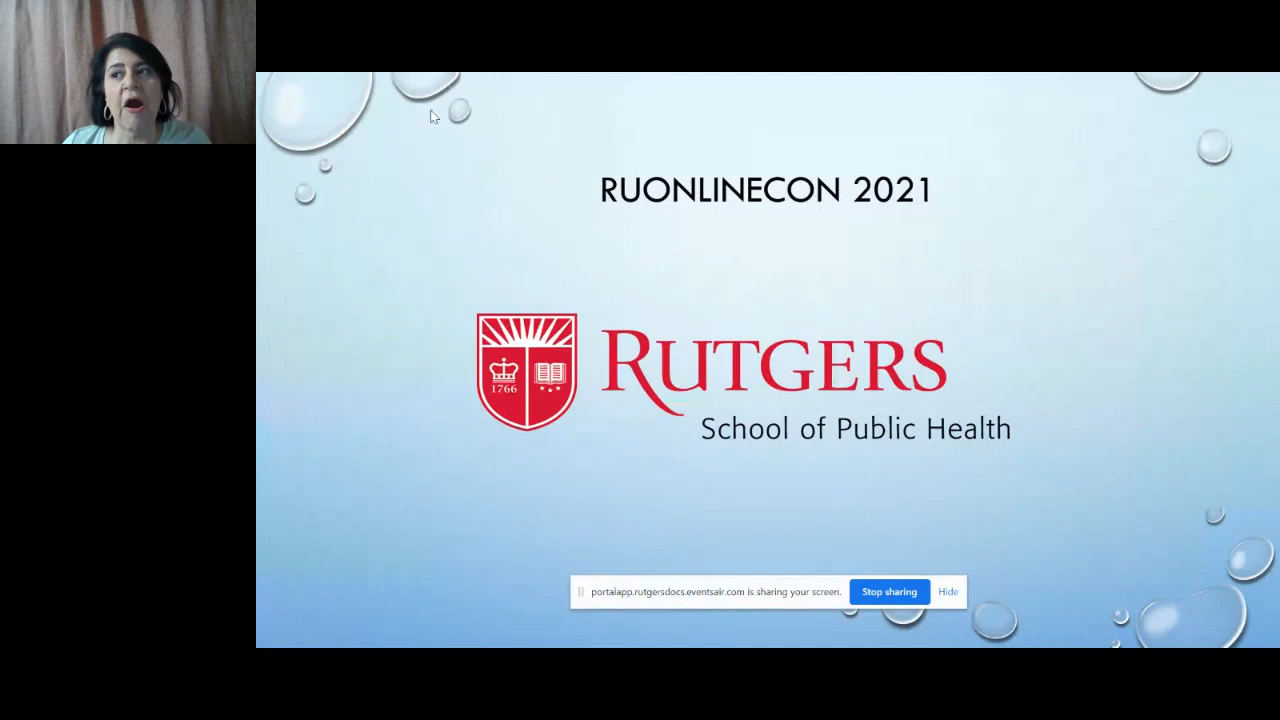 RUONLINECON 2021
1766
RUTGERS
School of Public Health
portalapp.rutgersdocs.eventsair.com is sharing your screen. Stop sharing Hide